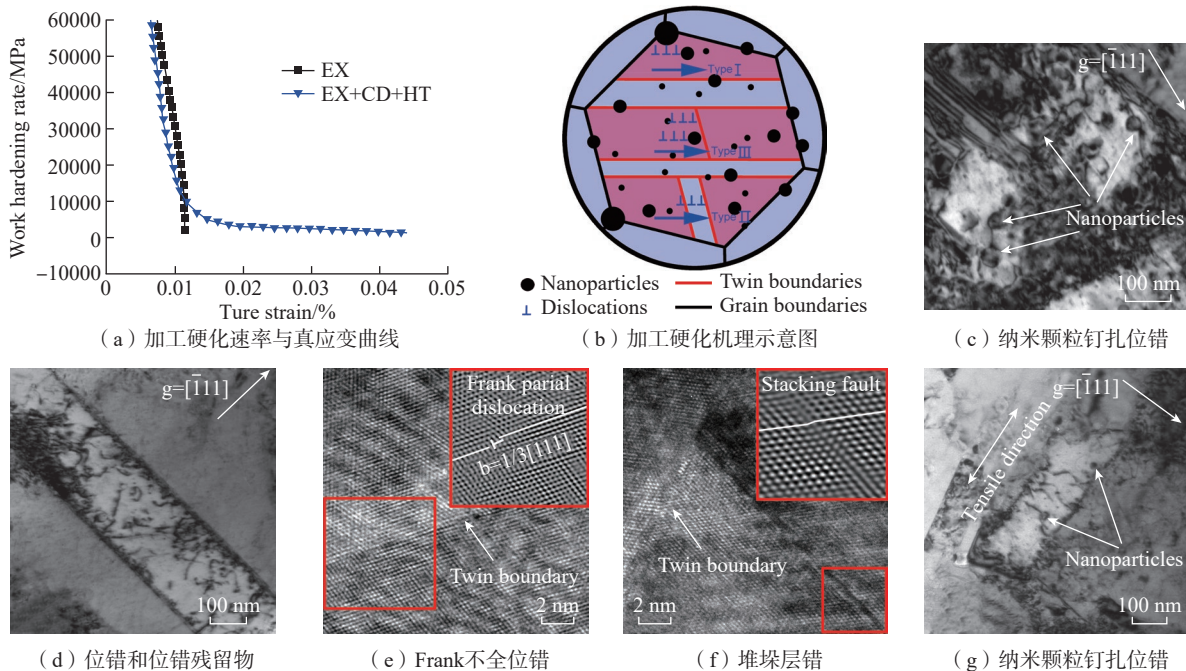 60000
50000
40000
30000
20000
10000
0
−10000
Work hardening rate/MPa
EX
EX+CD+HT
0
0.01
0.02
0.03
0.04
0.05
Ture strain/%
（a）加工硬化速率与真应变曲线
Type I
Type III
Type II
Nanoparticles
Twin boundaries
Dislocations
Grain boundaries
（b）加工硬化机理示意图
g=[1̄11]
Nanoparticles
100 nm
（c）纳米颗粒钉扎位错
g=[1̄11]
100 nm
（d）位错和位错残留物
Frank parial
dislocation
b=1/3[111]
Twin boundary
2 nm
（e）Frank不全位错
Stacking fault
Twin boundary
2 nm
（f）堆垛层错
g=[1̄11]
Tensile direction
Nanoparticles
100 nm
（g）纳米颗粒钉扎位错